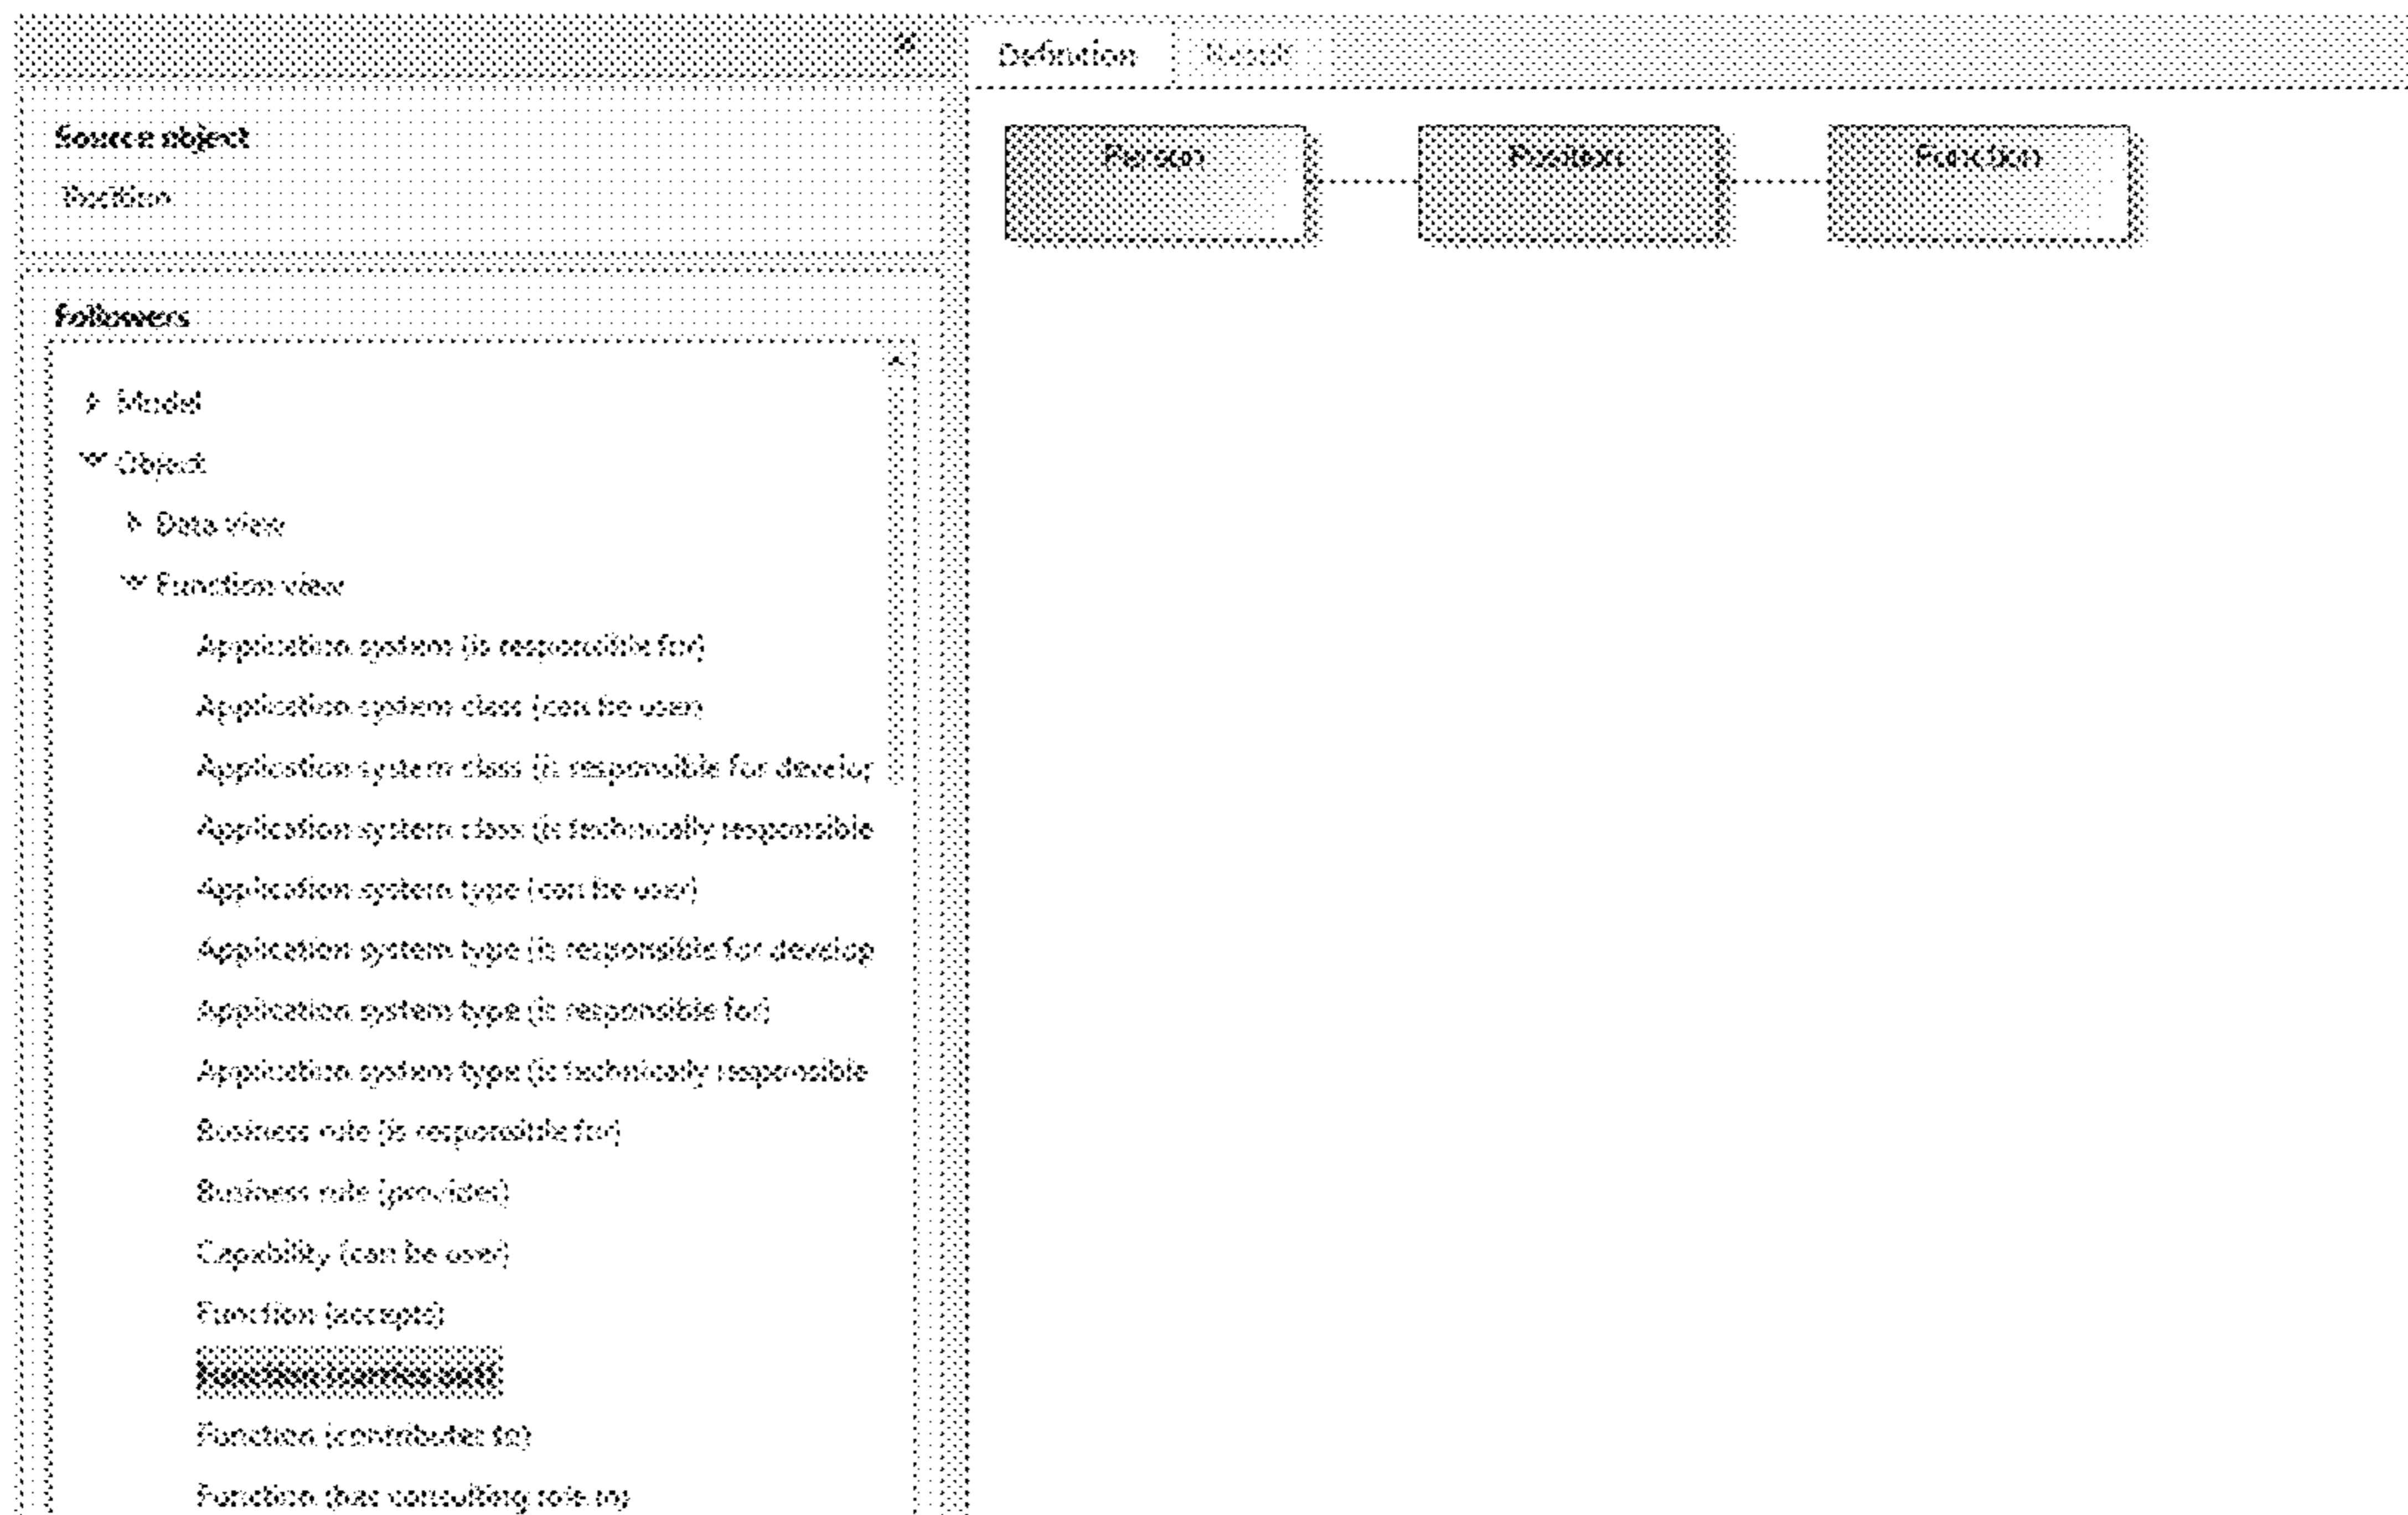 Definition Result
Source object
Position
Followers
Model
Object
Data view
Function view
Application system (is responsible for)
Application system class (can be user)
Application system class (is responsible for develop
Application system class (is technically responsible
Application system type (can be user)
Application system type (is responsible for develop
Application system type (is responsible for)
Application system type (is technically responsible
Business rule (is responsible for)
Business rule (provides)
Capability (can be user)
Function (accepts)
Function (carries out)
Function (contributes to)
Function (has consulting role in)
Person
Position
Function